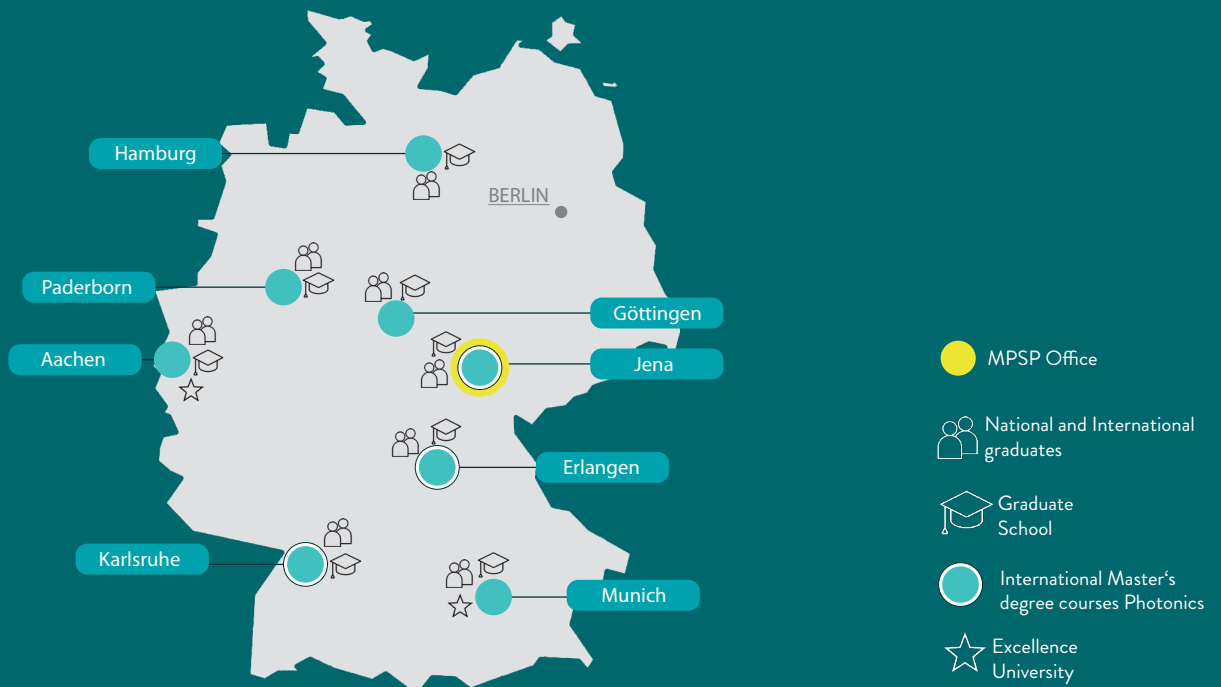 Hamburg
BERLIN
Paderborn
Göttingen
Aachen
Jena
Erlangen
Karlsruhe
Munich
MPSP Office
National and International
graduates
Graduate
School
International Master‘s
degree courses Photonics
Excellence
University